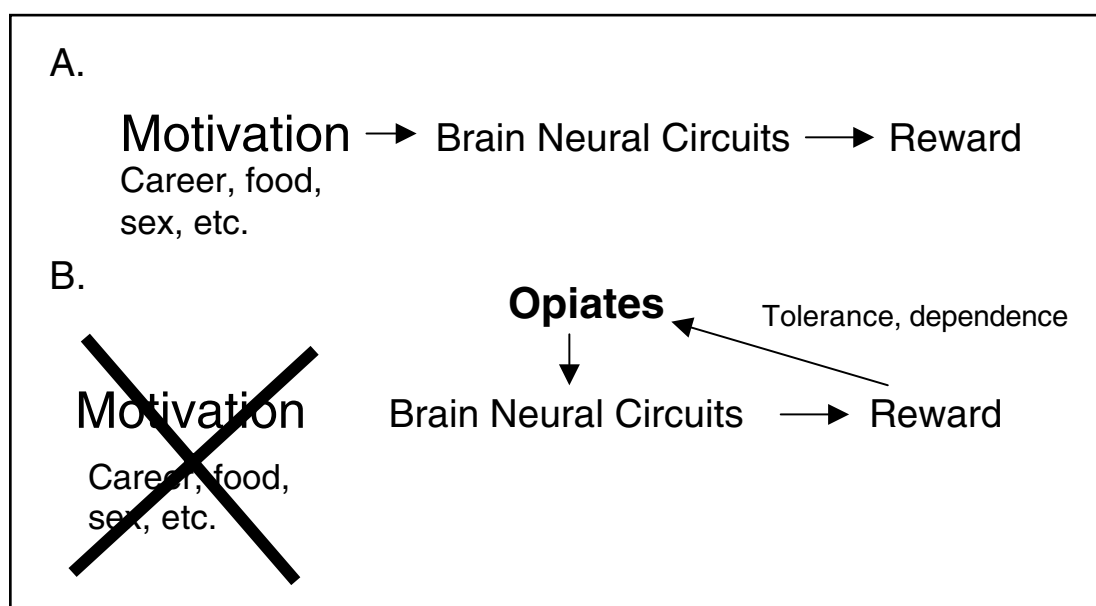 A.
Motivation → Brain Neural Circuits → Reward
Career, food,
sex, etc.
B.
Opiates
Tolerance, dependence
Motivation Brain Neural Circuits → Reward
Career, food,
sex, etc.